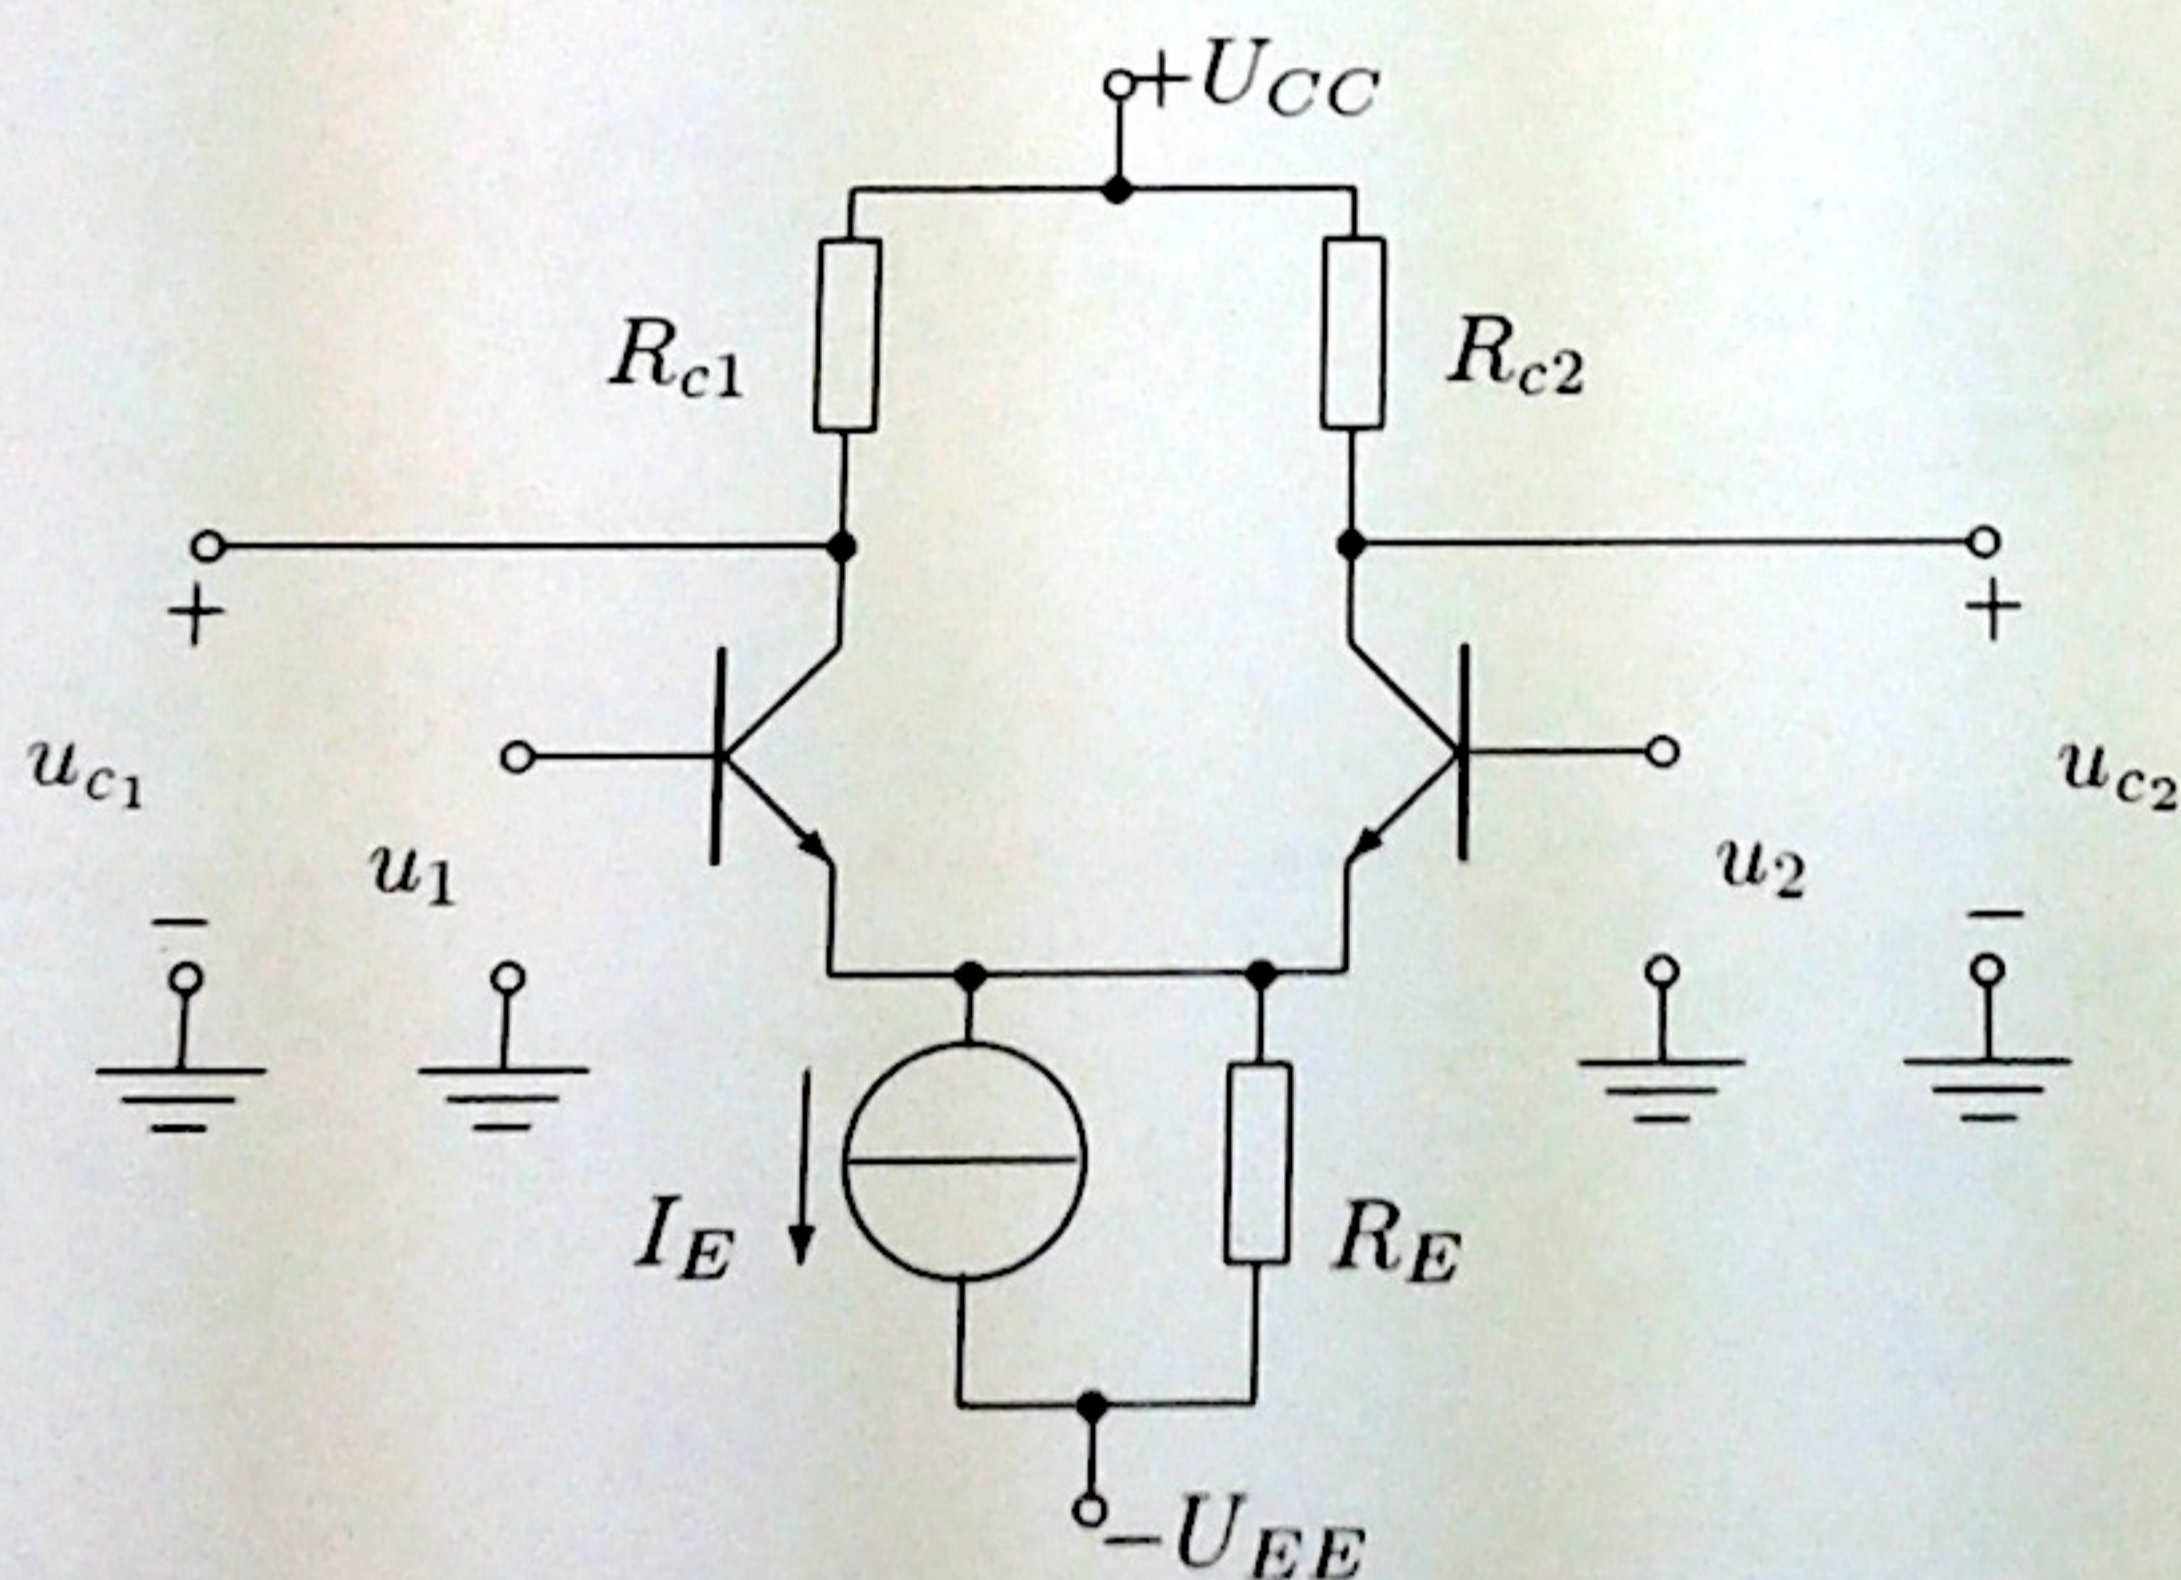 +U_CC
R_c1
R_c2
+
+
u_c1
u_c2
u_1
u_2
−
−
I_E
R_E
−U_EE